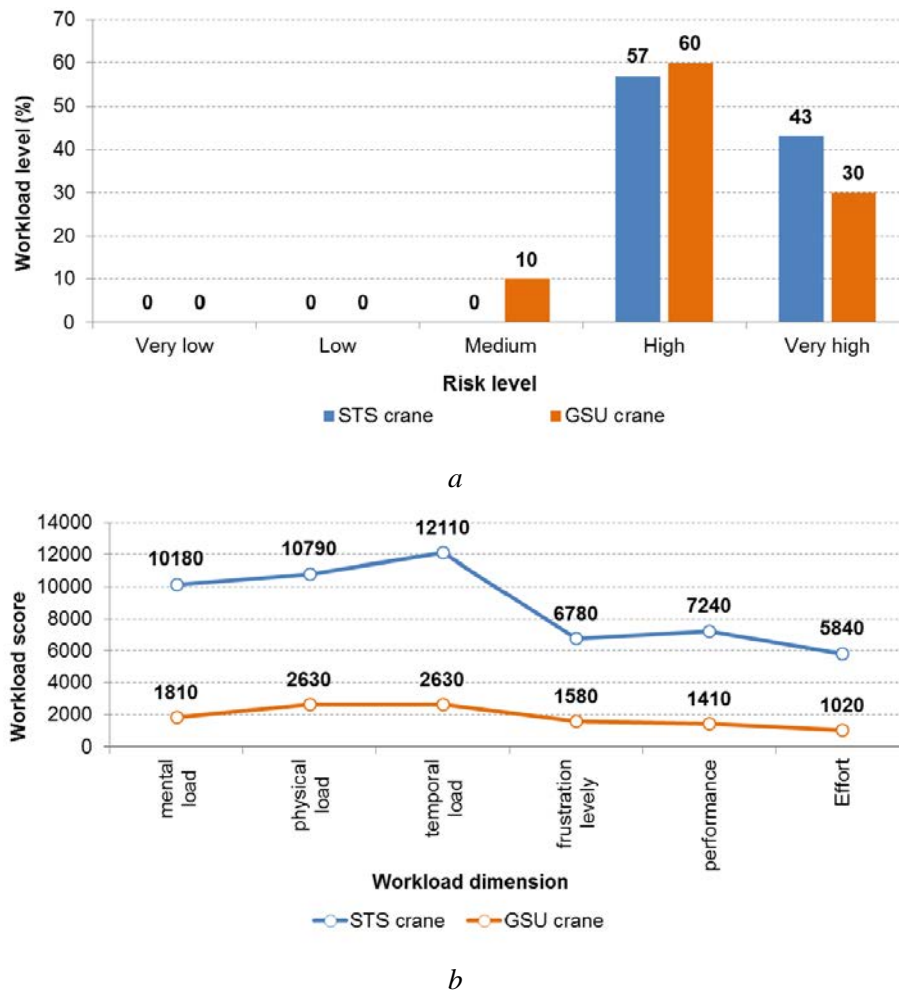 70
60
50
40
30
20
10
0
Workload level (%)
0 0
0 0
0 10
57 60
43 30
Very low Low Medium High Very high
Risk level
STS crane GSU crane
a
14000
12000
10000
8000
6000
4000
2000
0
Workload score
10180 10790 12110 6780 7240 5840
1810 2630 2630 1580 1410 1020
mental
load
physical
load
temporal
load
frustration
levely
performance
Effort
Workload dimension
STS crane GSU crane
b